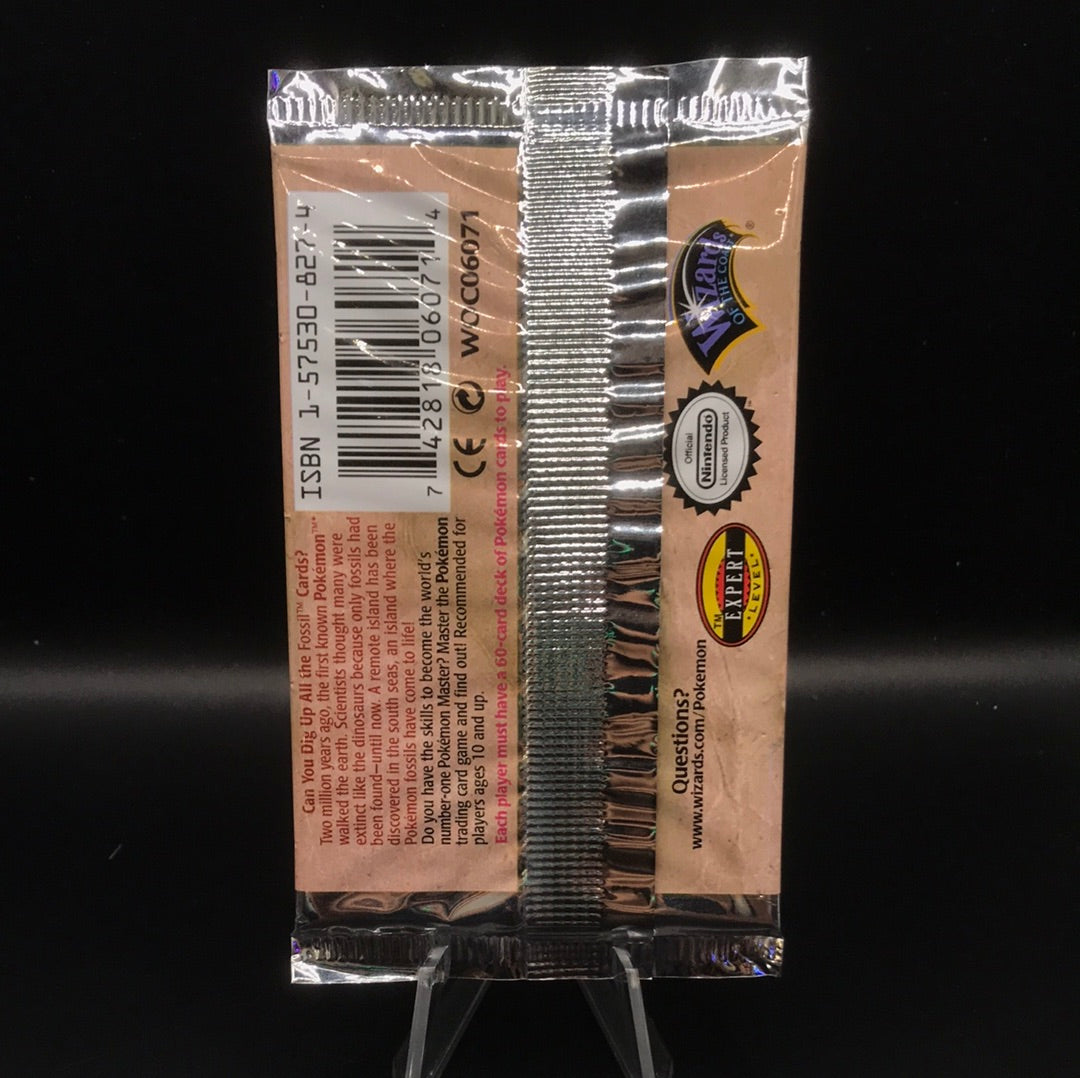 Can You Dig Up All the Fossil™ Cards?
Two million years ago, the first known Pokémon™*
walked the earth. Scientists thought many were
extinct like the dinosaurs because only fossils had
been found—until now. A remote island has been
discovered in the south seas, an island where the
Pokémon fossils have come to life!
Do you have the skills to become the world's
number-one Pokémon Master? Master the Pokémon
trading card game and find out! Recommended for
players ages 10 and up.
Each player must have a 60-card deck of Pokémon cards to play.
ISBN 1-57530-827-4
7 42818 06071 4
CE WOC06071
Questions?
www.wizards.com/Pokemon
TM
EXPERT
LEVEL
Official
Nintendo
Licensed Product
™
Wizards
OF THE COAST
®